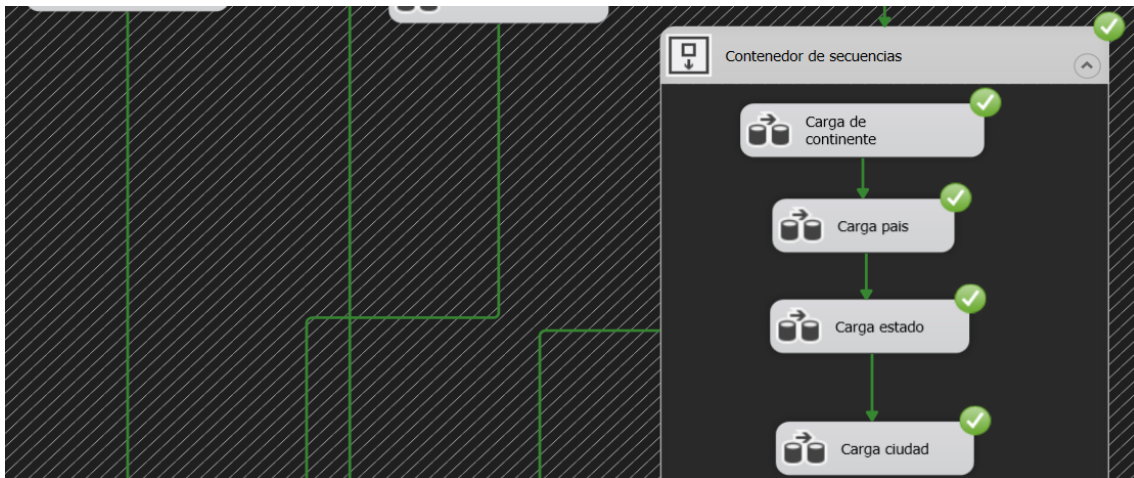 Contenedor de secuencias
Carga de
continente
Carga pais
Carga estado
Carga ciudad